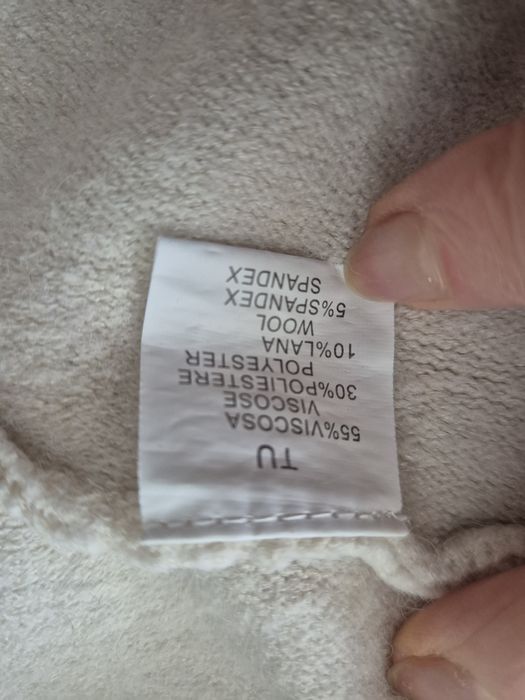 TU
55%VISCOSA
VISCOSE
30%POLIESTERE
POLYESTER
10%LANA
WOOL
5%SPANDEX
SPANDEX